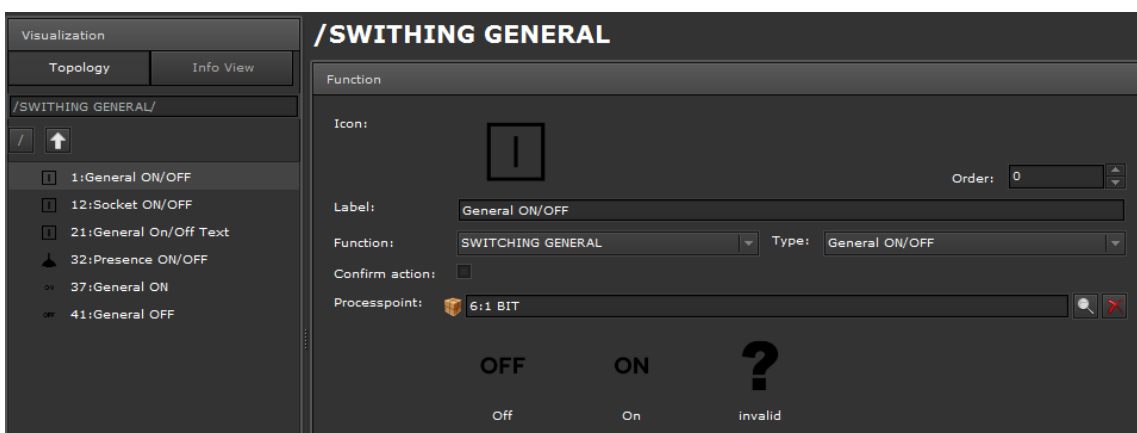 Visualization
Topology
Info View
/SWITHING GENERAL/
/
1:General ON/OFF
12:Socket ON/OFF
21:General On/Off Text
32:Presence ON/OFF
37:General ON
41:General OFF
/SWITHING GENERAL
Function
Icon:
Order: 0
Label: General ON/OFF
Function: SWITCHING GENERAL Type: General ON/OFF
Confirm action:
Processpoint: 6:1 BIT
OFF ON ?
Off On invalid